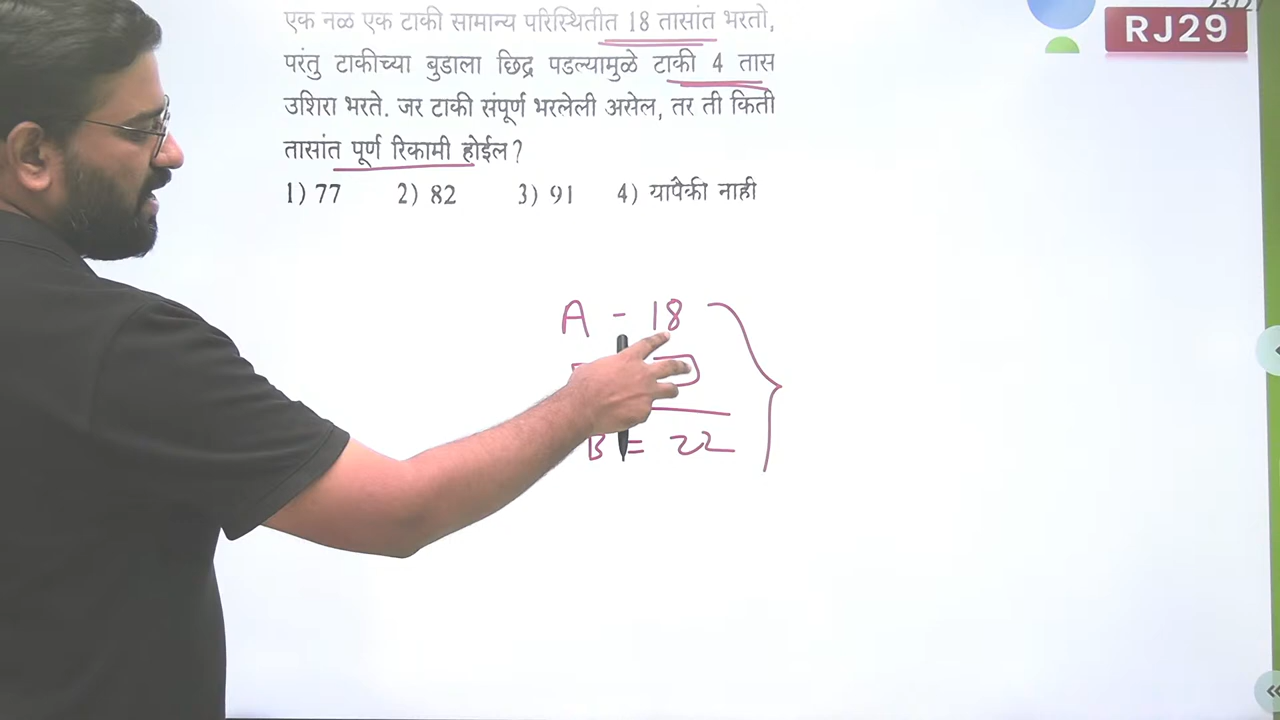 RJ29
एक नळ एक टाकी सामान्य परिस्थितीत 18 तासांत भरतो,
परंतु टाकीच्या बुडाला छिद्र पडल्यामुळे टाकी 4 तास
उशिरा भरते. जर टाकी संपूर्ण भरलेली असेल, तर ती किती
तासांत पूर्ण रिकामी होईल?
1) 77 2) 82 3) 91 4) यांपैकी नाही
A - 18
B = 22